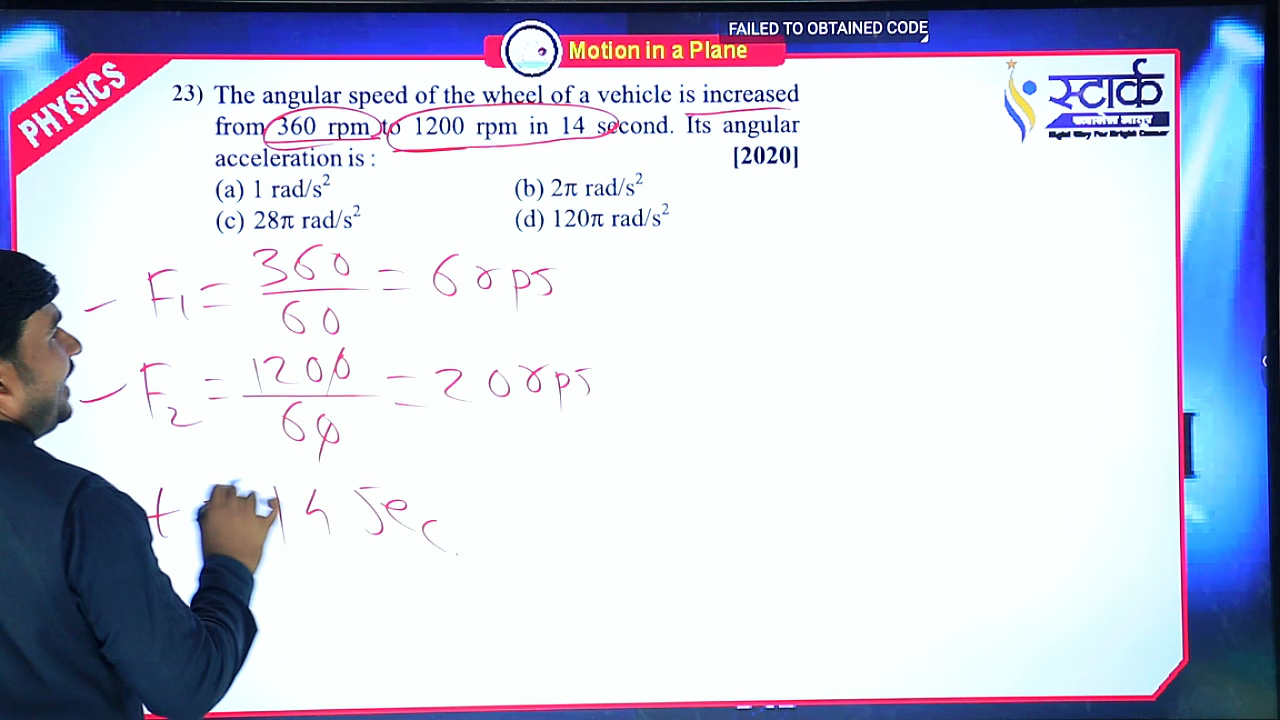 FAILED TO OBTAINED CODE
Motion in a Plane
PHYSICS
स्टार्क
23) The angular speed of the wheel of a vehicle is increased
from 360 rpm to 1200 rpm in 14 second. Its angular
acceleration is : [2020]
(a) 1 rad/s² (b) 2π rad/s²
(c) 28π rad/s² (d) 120π rad/s²
- F₁ = 360/60 = 6 rps
- F₂ = 1200/60 = 20 rps
t 14 Sec